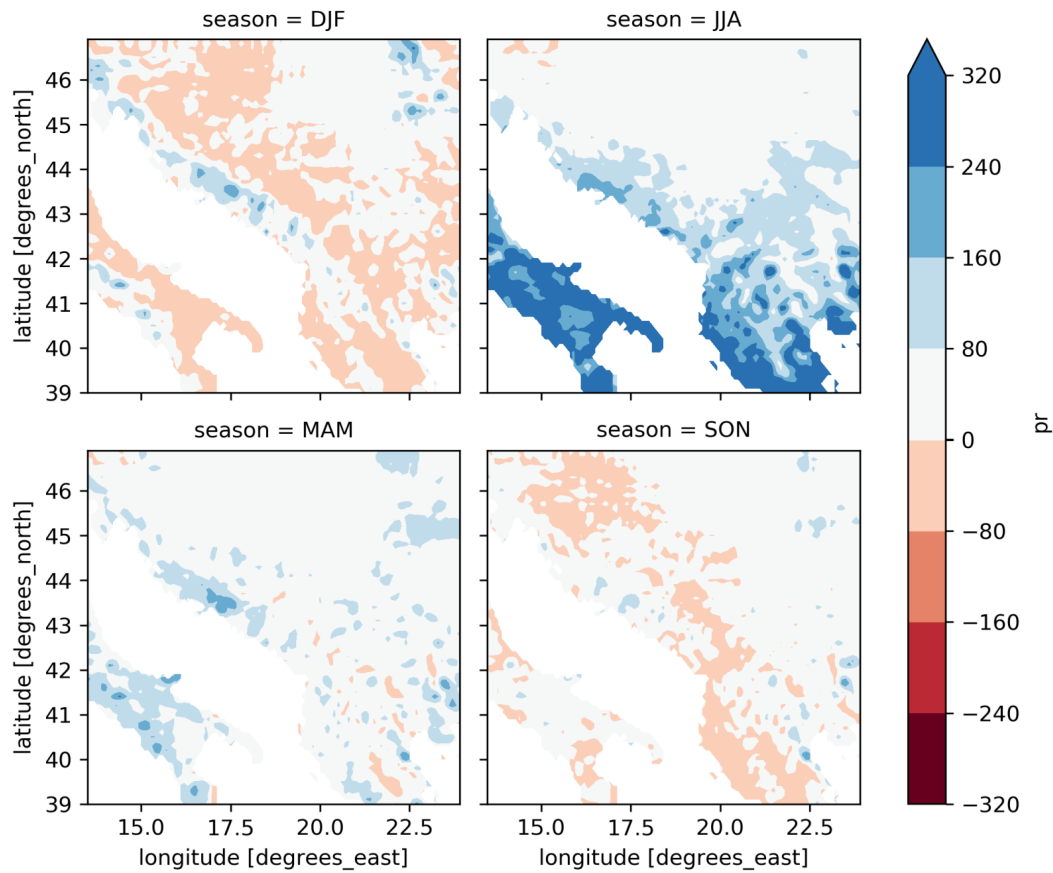 season = DJF
season = JJA
46
45
44
43
42
41
40
39
latitude [degrees_north]
320
240
160
80
0
−80
−160
−240
−320
pr
season = MAM
season = SON
46
45
44
43
42
41
40
39
latitude [degrees_north]
15.0 17.5 20.0 22.5
15.0 17.5 20.0 22.5
longitude [degrees_east]
longitude [degrees_east]